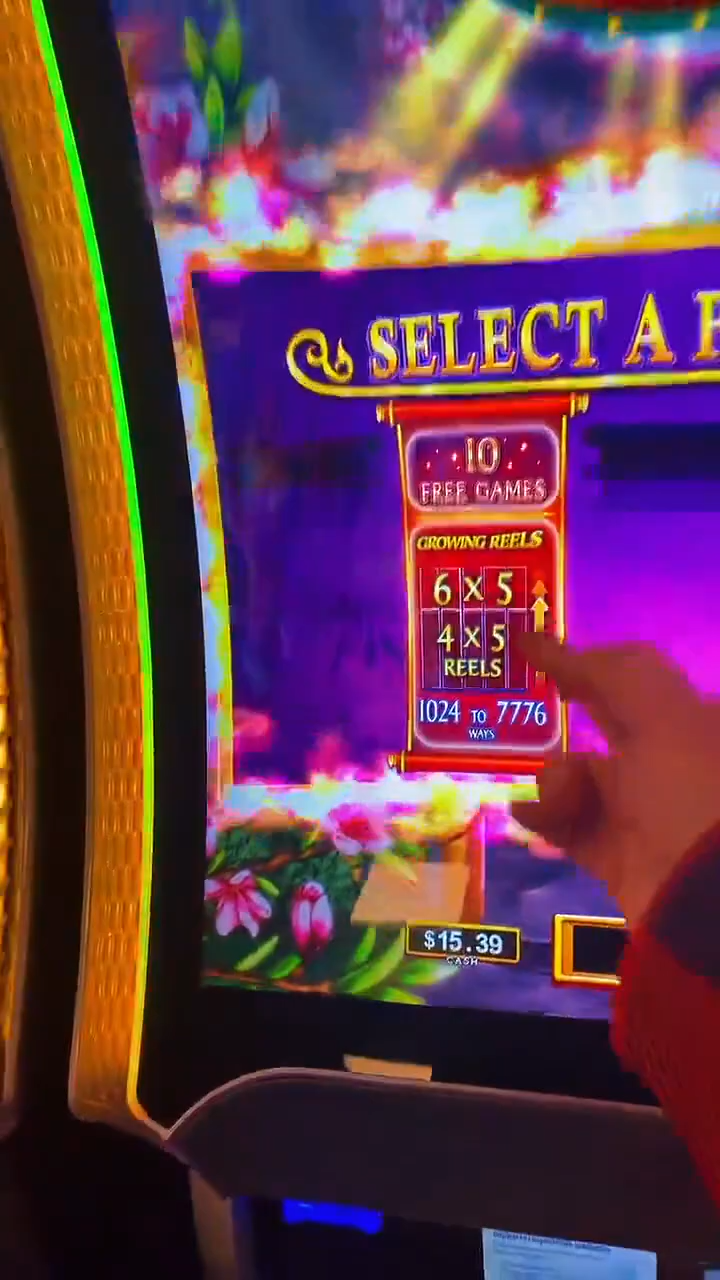 SELECT A
10
FREE GAMES
GROWING REELS
6 X 5
4 X 5
REELS
1024 TO 7776
WAYS
$15.39
CASH